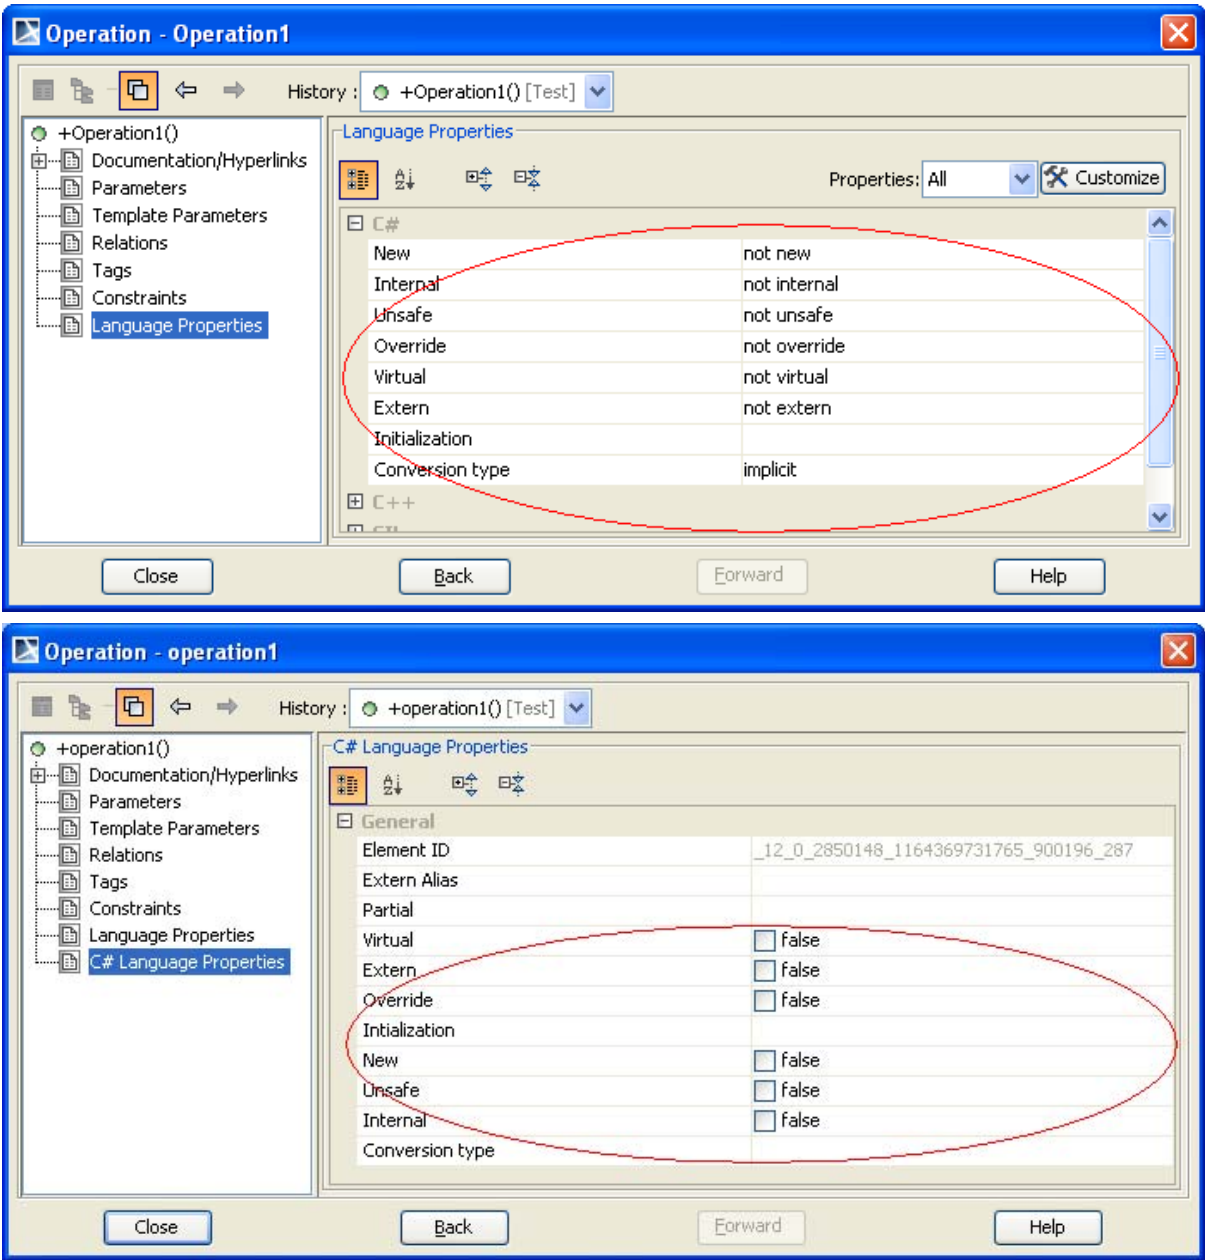 Operation - Operation1
History : +Operation1() [Test]
+Operation1()
Documentation/Hyperlinks
Parameters
Template Parameters
Relations
Tags
Constraints
Language Properties
Language Properties
Properties: All Customize
C#
New not new
Internal not internal
Unsafe not unsafe
Override not override
Virtual not virtual
Extern not extern
Initialization
Conversion type implicit
C++
Close Back Forward Help
Operation - operation1
History : +operation1() [Test]
+operation1()
Documentation/Hyperlinks
Parameters
Template Parameters
Relations
Tags
Constraints
Language Properties
C# Language Properties
C# Language Properties
General
Element ID _12_0_2850148_1164369731765_900196_287
Extern Alias
Partial
Virtual false
Extern false
Override false
Intialization
New false
Unsafe false
Internal false
Conversion type
Close Back Forward Help